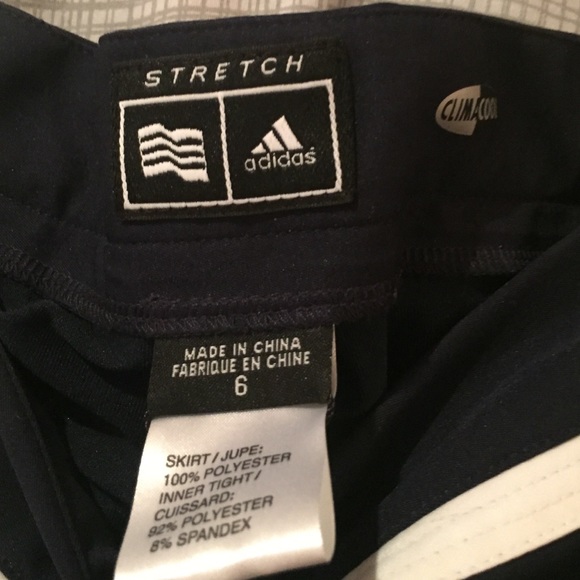 STRETCH
adidas
CLIMACOOL
MADE IN CHINA
FABRIQUE EN CHINE
6
SKIRT/JUPE:
100% POLYESTER
INNER TIGHT/
CUISSARD:
92% POLYESTER
8% SPANDEX